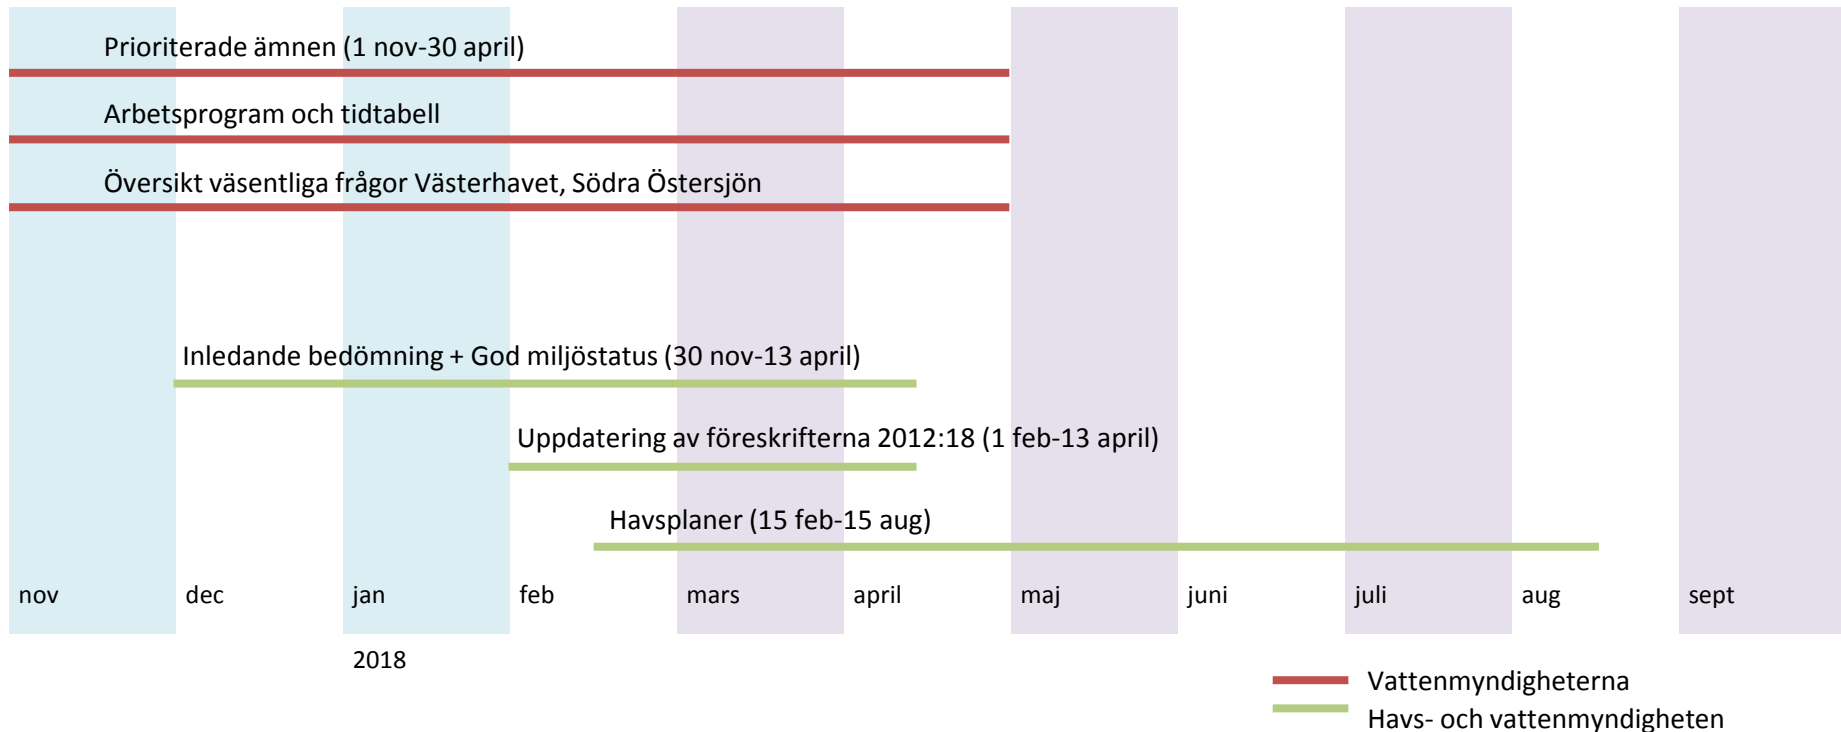 Prioriterade ämnen (1 nov-30 april)
Arbetsprogram och tidtabell
Översikt väsentliga frågor Västerhavet, Södra Östersjön
Inledande bedömning + God miljöstatus (30 nov-13 april)
Uppdatering av föreskrifterna 2012:18 (1 feb-13 april)
Havsplaner (15 feb-15 aug)
nov dec jan feb mars april maj juni juli aug sept
2018
Vattenmyndigheterna
Havs- och vattenmyndigheten